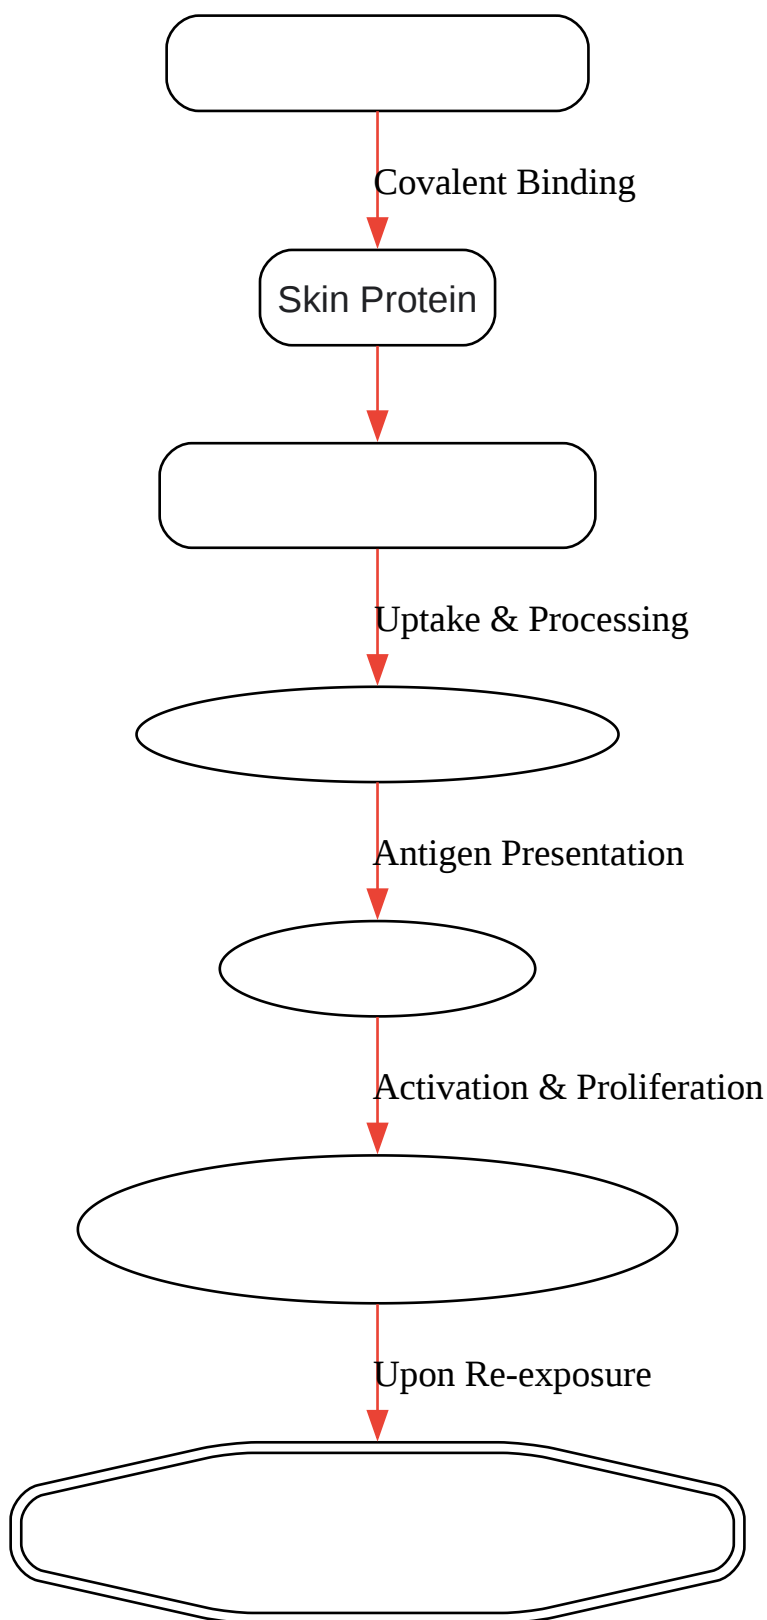 Covalent Binding
Skin Protein
Uptake & Processing
Antigen Presentation
Activation & Proliferation
Upon Re-exposure